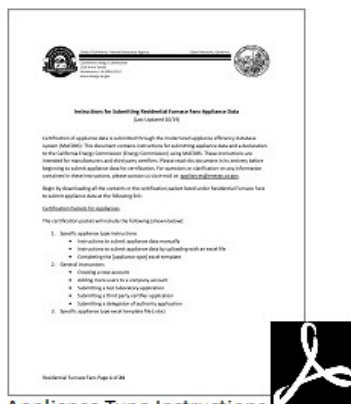 Instructions for Submitting Residential Furnace Fans Appliance Data
(Last Updated 10/19)
Certification of appliance data is submitted through the modernized appliance efficiency database
system (MAEDBS). This document contains instructions for submitting appliance data and a declaration
to the California Energy Commission (Energy Commission) using MAEDBS. These instructions are
intended for manufacturers and third party certifiers. Please read this document in its entirety before
beginning to submit appliance data for certification. For questions or clarification on any information
contained in these instructions, please contact us via e-mail at:
Begin by downloading all the contents or the certification packet listed under Residential Furnace Fans
to submit appliance data at the following link:
Certification Packets for Appliances
The certification packet will include the following (shown below):
1. Specific appliance type instructions
• Instructions to submit appliance data manually
• Instructions to submit appliance data by uploading with an excel file
• Completing the [appliance type] excel template
2. General instructions
• Creating a new account
• Adding more users to a company account
• Submitting a test laboratory application
• Submitting a third party certifier application
• Submitting a delegation of authority application
3. Specific appliance type excel template file (.xlsx)
Residential Furnace Fans Page 1 of
Appliance Type Instructions